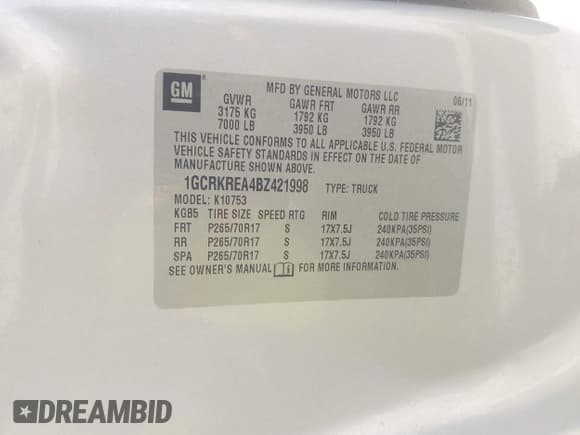 GM
®
MFD BY GENERAL MOTORS LLC
06/11
GVWR GAWR FRT GAWR RR
3175 KG 1792 KG 1792 KG
7000 LB 3950 LB 3950 LB
THIS VEHICLE CONFORMS TO ALL APPLICABLE U.S. FEDERAL MOTOR
VEHICLE SAFETY STANDARDS IN EFFECT ON THE DATE OF
MANUFACTURE SHOWN ABOVE.
1GCRKREA4BZ421998 TYPE: TRUCK
MODEL: K10753
KGB5 TIRE SIZE SPEED RTG RIM COLD TIRE PRESSURE
FRT P265/70R17 S 17X7.5J 240KPA(35PSI)
RR P265/70R17 S 17X7.5J 240KPA(35PSI)
SPA P265/70R17 S 17X7.5J 240KPA(35PSI)
SEE OWNER'S MANUAL FOR MORE INFORMATION.
DREAMBID